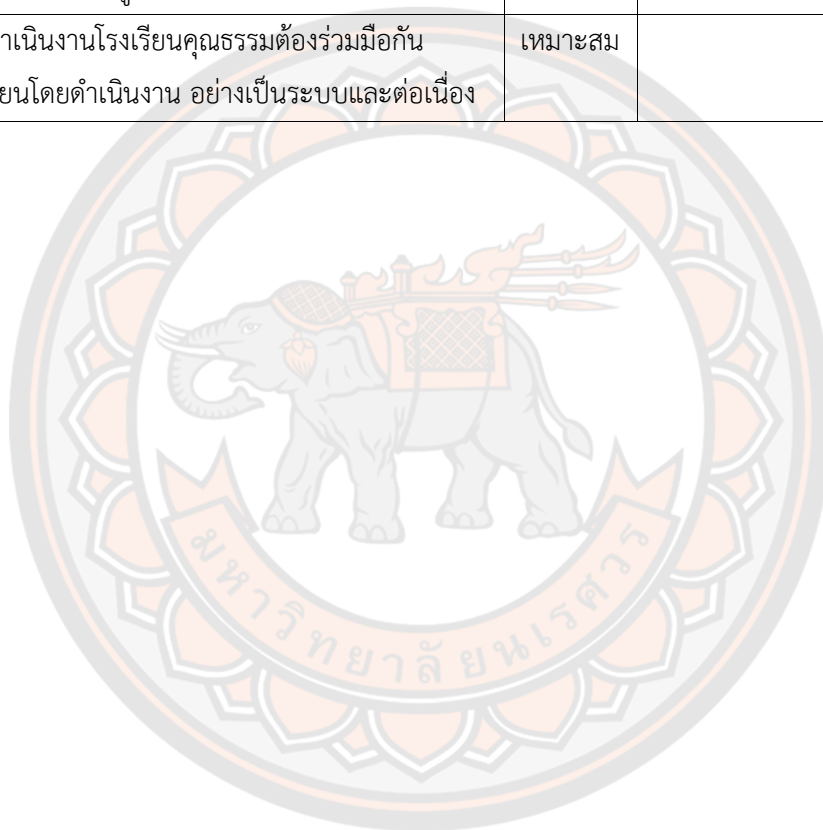 าเนินงานโรงเรียนคุณธรรมต้องร่วมมือกัน เหมาะสม
ยนโดยดำเนินงาน อย่างเป็นระบบและต่อเนื่อง
มหาวิทยาลัยนเรศวร